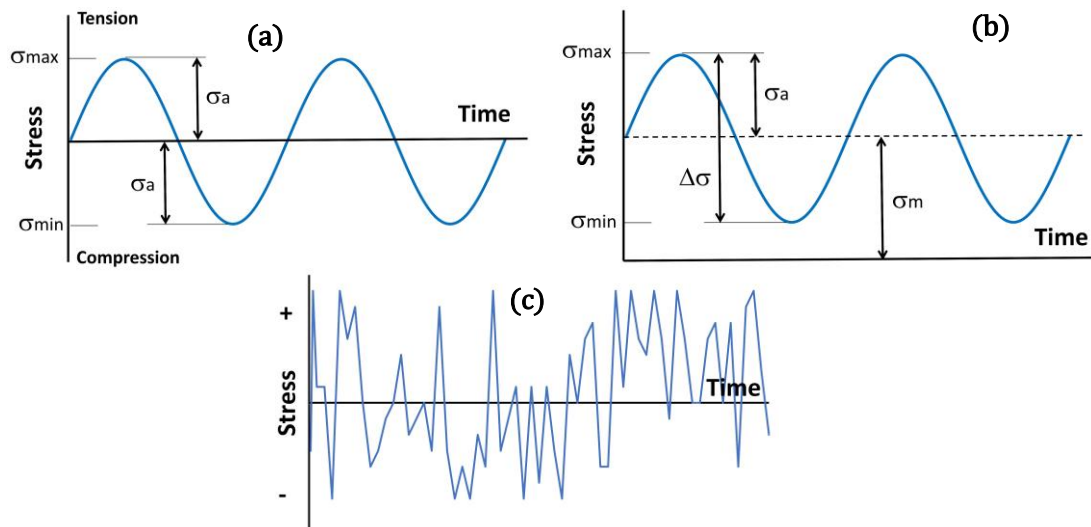 Tension
(a)
σmax
σa
Time
Stress
σa
σmin
Compression
(b)
σmax
σa
Stress
Δσ
σm
σmin
Time
(c)
+
Stress
Time
-